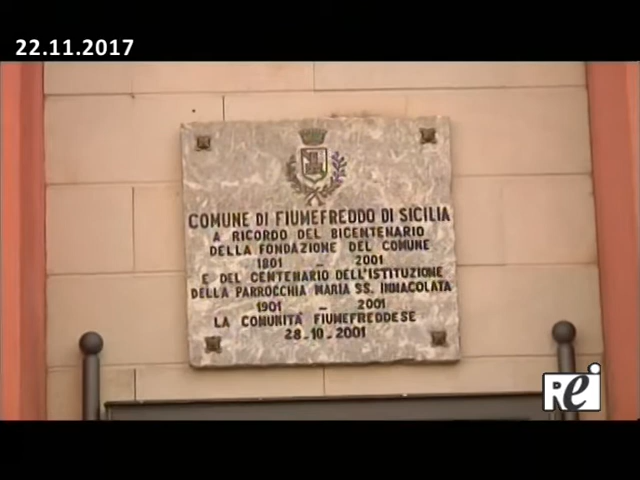 22.11.2017
COMUNE DI FIUMEFREDDO DI SICILIA
A RICORDO DEL BICENTENARIO
DELLA FONDAZIONE DEL COMUNE
1801 - 2001
E DEL CENTENARIO DELL'ISTITUZIONE
DELLA PARROCCHIA MARIA SS. IMMACOLATA
1901 - 2001
LA COMUNITA' FIUMEFREDDESE
28-10-2001
REi